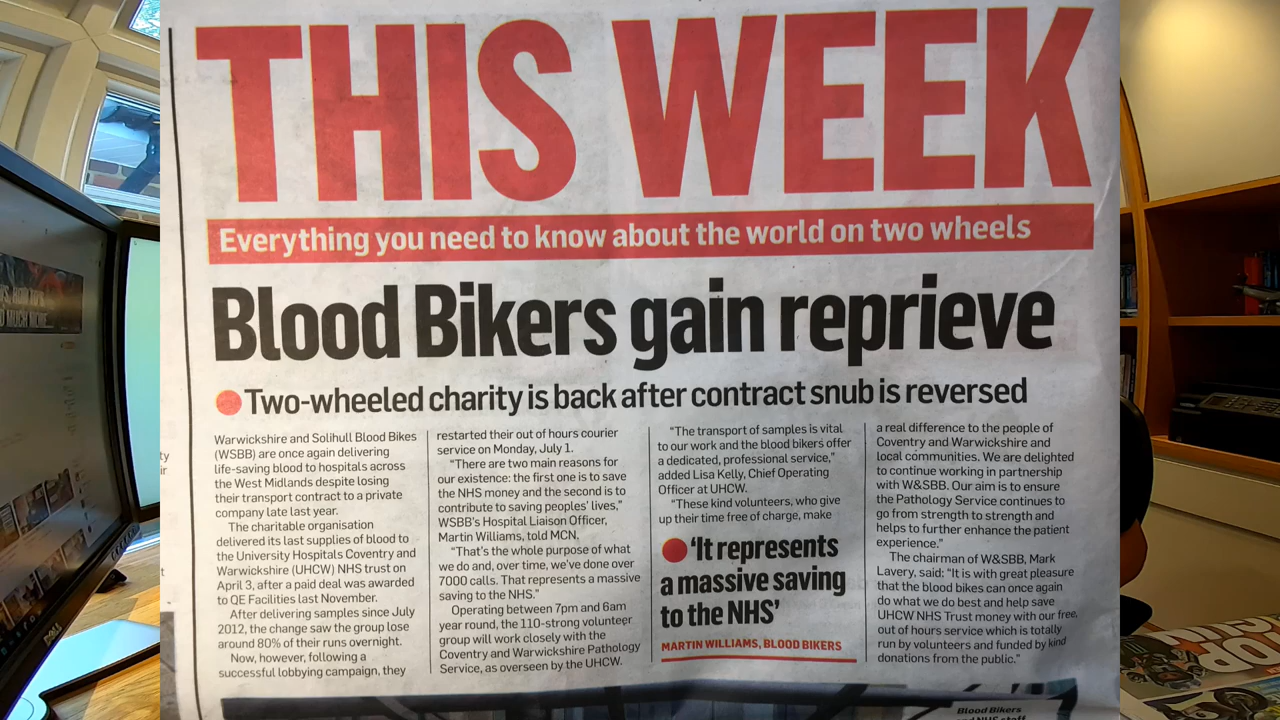 THIS WEEK
Everything you need to know about the world on two wheels
Blood Bikers gain reprieve
Two-wheeled charity is back after contract snub is reversed
Warwickshire and Solihull Blood Bikes
(WSBB) are once again delivering
life-saving blood to hospitals across
the West Midlands despite losing
their transport contract to a private
company late last year.
The charitable organisation
delivered its last supplies of blood to
the University Hospitals Coventry and
Warwickshire (UHCW) NHS trust on
April 3, after a paid deal was awarded
to QE Facilities last November.
After delivering samples since July
2012, the change saw the group lose
around 80% of their runs overnight.
Now, however, following a
successful lobbying campaign, they
restarted their out of hours courier
service on Monday, July 1.
"There are two main reasons for
our existence: the first one is to save
the NHS money and the second is to
contribute to saving peoples' lives,"
WSBB's Hospital Liaison Officer,
Martin Williams, told MCN.
"That's the whole purpose of what
we do and, over time, we've done over
7000 calls. That represents a massive
saving to the NHS."
Operating between 7pm and 6am
year round, the 110-strong volunteer
group will work closely with the
Coventry and Warwickshire Pathology
Service, as overseen by the UHCW.
"The transport of samples is vital
to our work and the blood bikers offer
a dedicated, professional service,"
added Lisa Kelly, Chief Operating
Officer at UHCW.
"These kind volunteers, who give
up their time free of charge, make
'It represents
a massive saving
to the NHS'
MARTIN WILLIAMS, BLOOD BIKERS
a real difference to the people of
Coventry and Warwickshire and
local communities. We are delighted
to continue working in partnership
with W&SBB. Our aim is to ensure
the Pathology Service continues to
go from strength to strength and
helps to further enhance the patient
experience."
The chairman of W&SBB, Mark
Lavery, said: "It is with great pleasure
that the blood bikes can once again
do what we do best and help save
UHCW NHS Trust money with our free,
out of hours service which is totally
run by volunteers and funded by kind
donations from the public."
Blood Bikers
and NHS staff
DELL